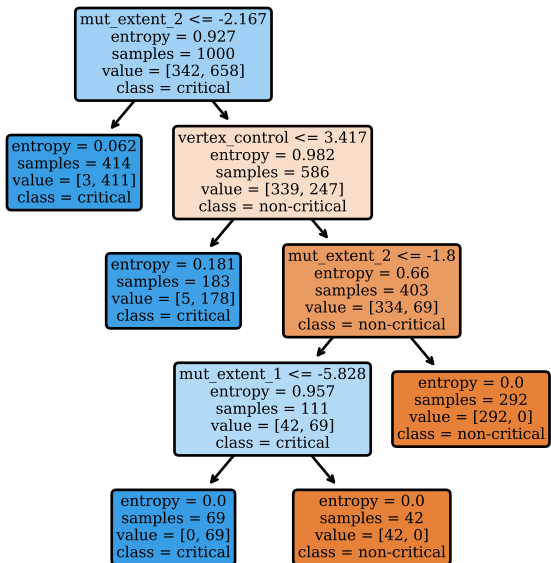 mut_extent_2 <= -2.167
entropy = 0.927
samples = 1000
value = [342, 658]
class = critical
entropy = 0.062
samples = 414
value = [3, 411]
class = critical
vertex_control <= 3.417
entropy = 0.982
samples = 586
value = [339, 247]
class = non-critical
entropy = 0.181
samples = 183
value = [5, 178]
class = critical
mut_extent_2 <= -1.8
entropy = 0.66
samples = 403
value = [334, 69]
class = non-critical
mut_extent_1 <= -5.828
entropy = 0.957
samples = 111
value = [42, 69]
class = critical
entropy = 0.0
samples = 292
value = [292, 0]
class = non-critical
entropy = 0.0
samples = 69
value = [0, 69]
class = critical
entropy = 0.0
samples = 42
value = [42, 0]
class = non-critical